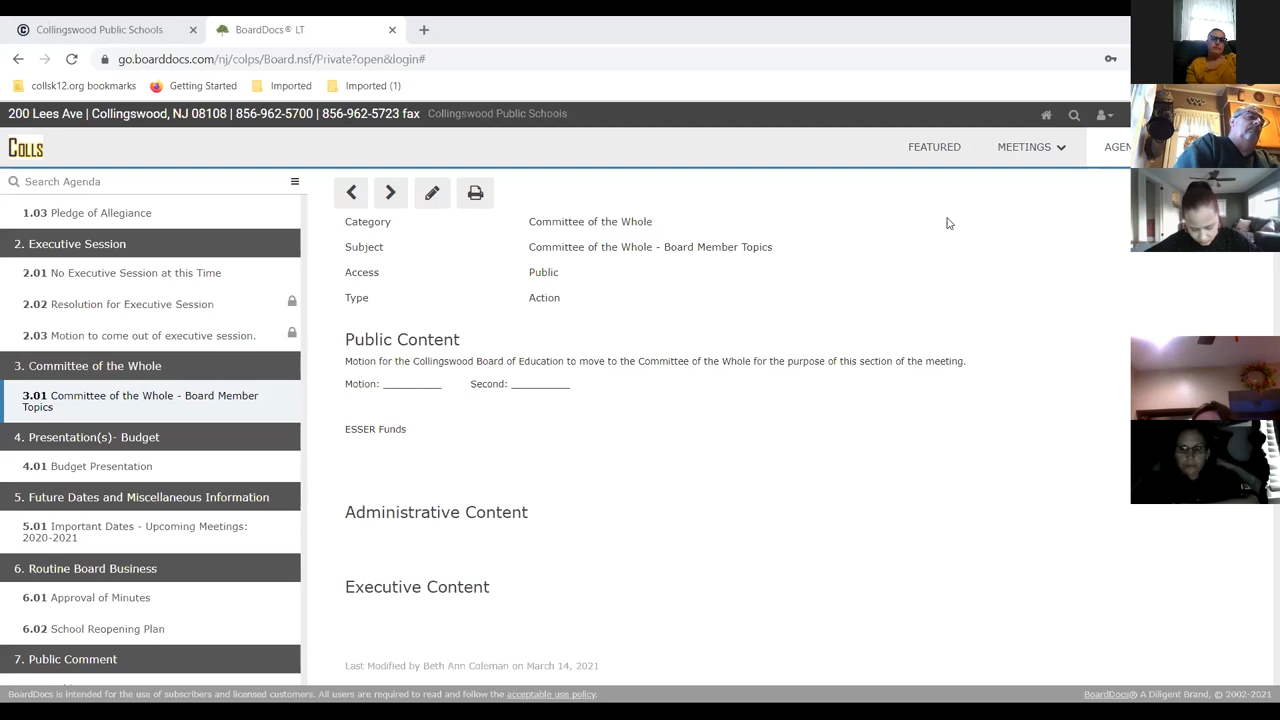 Collingswood Public Schools
BoardDocs® LT
go.boarddocs.com/nj/colps/Board.nsf/Private?open&login#
collsk12.org bookmarks
Getting Started
Imported
Imported (1)
200 Lees Ave | Collingswood, NJ 08108 | 856-962-5700 | 856-962-5723 fax
Collingswood Public Schools
COLLS
FEATURED
MEETINGS
AGEN
Search Agenda
1.03 Pledge of Allegiance
2. Executive Session
2.01 No Executive Session at this Time
2.02 Resolution for Executive Session
2.03 Motion to come out of executive session.
3. Committee of the Whole
3.01 Committee of the Whole - Board Member
Topics
4. Presentation(s)- Budget
4.01 Budget Presentation
5. Future Dates and Miscellaneous Information
5.01 Important Dates - Upcoming Meetings:
2020-2021
6. Routine Board Business
6.01 Approval of Minutes
6.02 School Reopening Plan
7. Public Comment
Category Committee of the Whole
Subject Committee of the Whole - Board Member Topics
Access Public
Type Action
Public Content
Motion for the Collingswood Board of Education to move to the Committee of the Whole for the purpose of this section of the meeting.
Motion: __________ Second: __________
ESSER Funds
Administrative Content
Executive Content
Last Modified by Beth Ann Coleman on March 14, 2021
BoardDocs is intended for the use of subscribers and licensed customers. All users are required to read and follow the acceptable use policy.
BoardDocs® A Diligent Brand, © 2002-2021